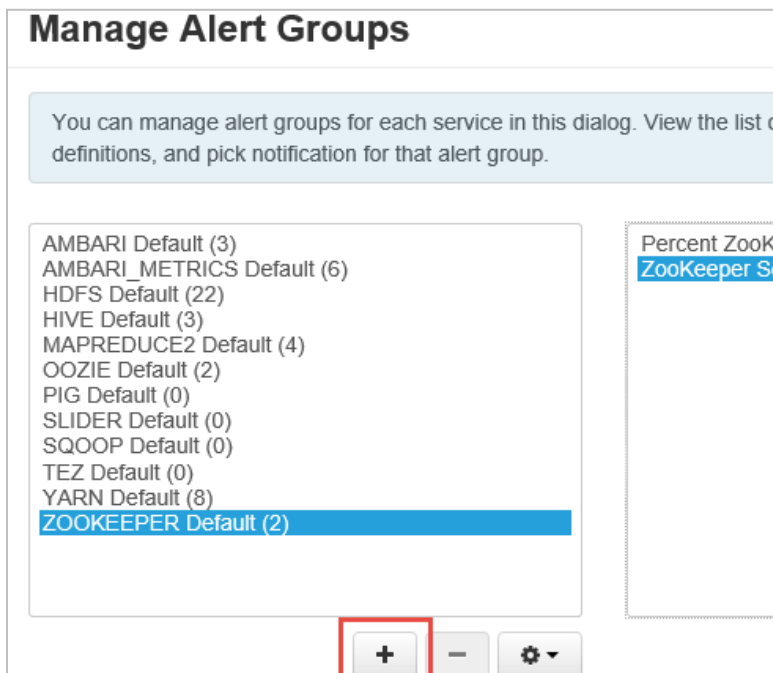 Manage Alert Groups
You can manage alert groups for each service in this dialog. View the list
definitions, and pick notification for that alert group.
AMBARI Default (3)
AMBARI_METRICS Default (6)
HDFS Default (22)
HIVE Default (3)
MAPREDUCE2 Default (4)
OOZIE Default (2)
PIG Default (0)
SLIDER Default (0)
SQOOP Default (0)
TEZ Default (0)
YARN Default (8)
ZOOKEEPER Default (2)
Percent
ZooKeeper